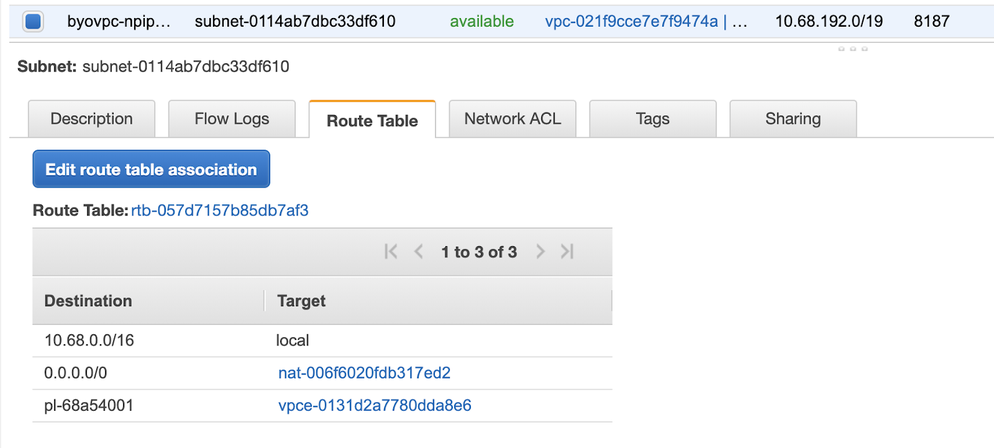 byovpc-npip… subnet-0114ab7dbc33df610 available vpc-021f9cce7e7f9474a | … 10.68.192.0/19 8187
Subnet: subnet-0114ab7dbc33df610
Description Flow Logs Route Table Network ACL Tags Sharing
Edit route table association
Route Table: rtb-057d7157b85db7af3
1 to 3 of 3
Destination Target
10.68.0.0/16 local
0.0.0.0/0 nat-006f6020fdb317ed2
pl-68a54001 vpce-0131d2a7780dda8e6